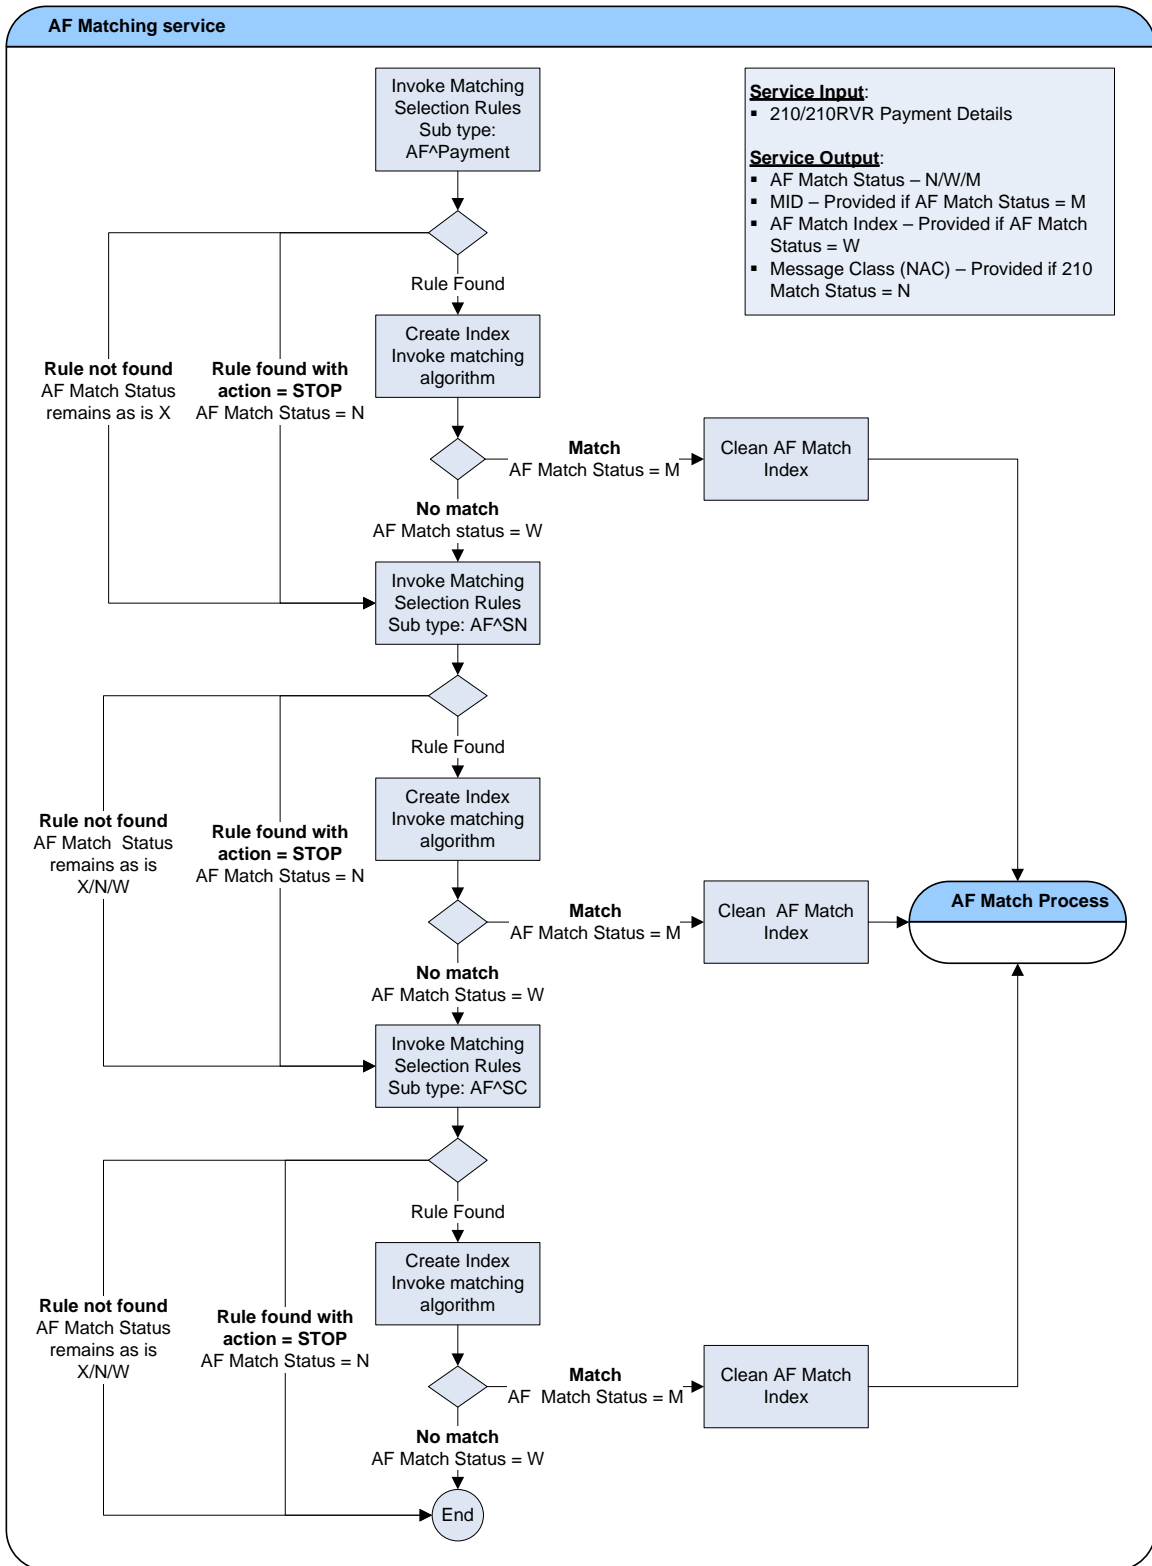 AF Matching service
Invoke Matching
Selection Rules
Sub type:
AF^Payment
Service Input:
▪ 210/210RVR Payment Details
Service Output:
▪ AF Match Status – N/W/M
▪ MID – Provided if AF Match Status = M
▪ AF Match Index – Provided if AF Match
Status = W
▪ Message Class (NAC) – Provided if 210
Match Status = N
Rule Found
Rule not found
AF Match Status
remains as is X
Rule found with
action = STOP
AF Match Status = N
Create Index
Invoke matching
algorithm
Match
AF Match Status = M
Clean AF Match
Index
No match
AF Match status = W
Invoke Matching
Selection Rules
Sub type: AF^SN
Rule Found
Rule not found
AF Match  Status
remains as is
X/N/W
Rule found with
action = STOP
AF Match Status = N
Create Index
Invoke matching
algorithm
Match
AF Match Status = M
Clean  AF Match
Index
AF Match Process
No match
AF Match Status = W
Invoke Matching
Selection Rules
Sub type: AF^SC
Rule Found
Rule not found
AF Match Status
remains as is
X/N/W
Rule found with
action = STOP
AF Match Status = N
Create Index
Invoke matching
algorithm
Match
AF  Match Status = M
Clean AF Match
Index
No match
AF Match Status = W
End